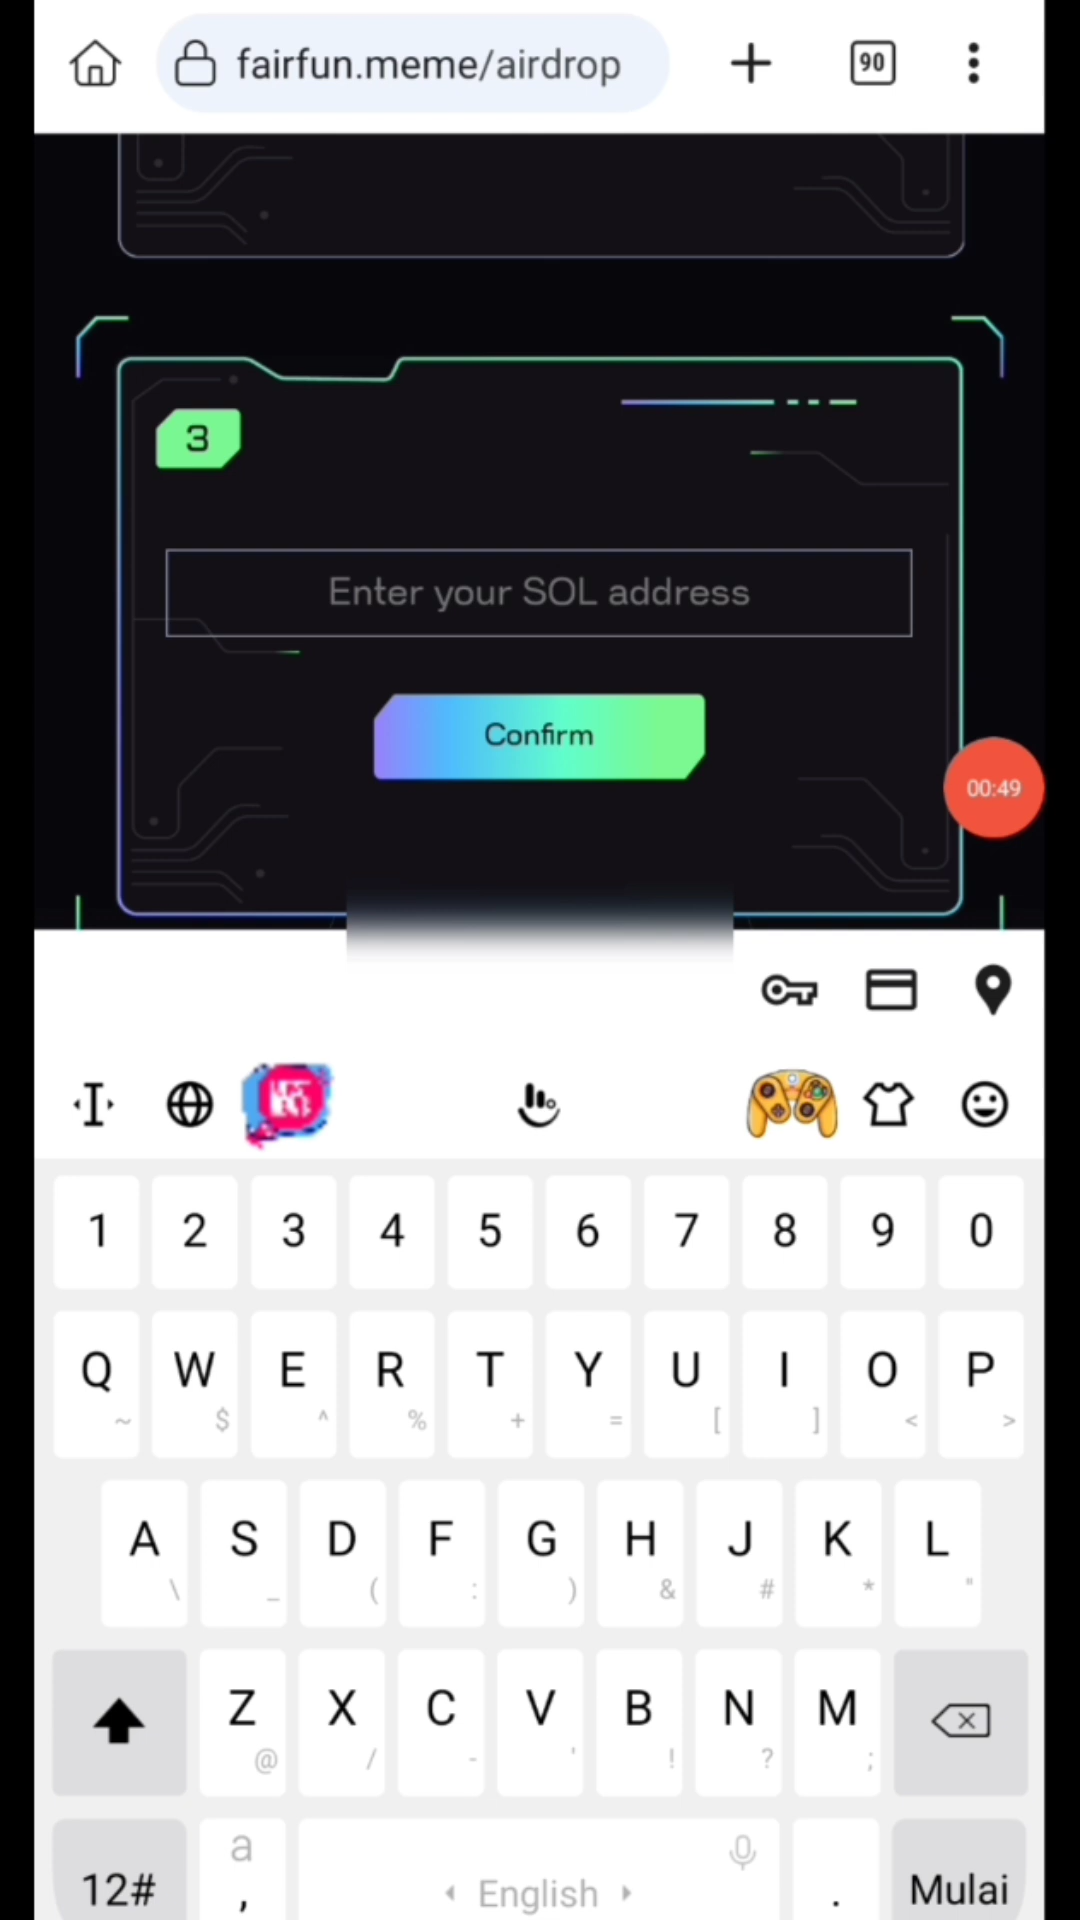 fairfun.meme/airdrop
90
3
Enter your SOL address
Confirm
00:49
1 2 3 4 5 6 7 8 9 0
Q W E R T Y U I O P
~ $ ^ % + = [ ] < >
A S D F G H J K L
\ _ ( : ) & # * "
Z X C V B N M
@ / - ' ! ? ;
a
12# , English . Mulai